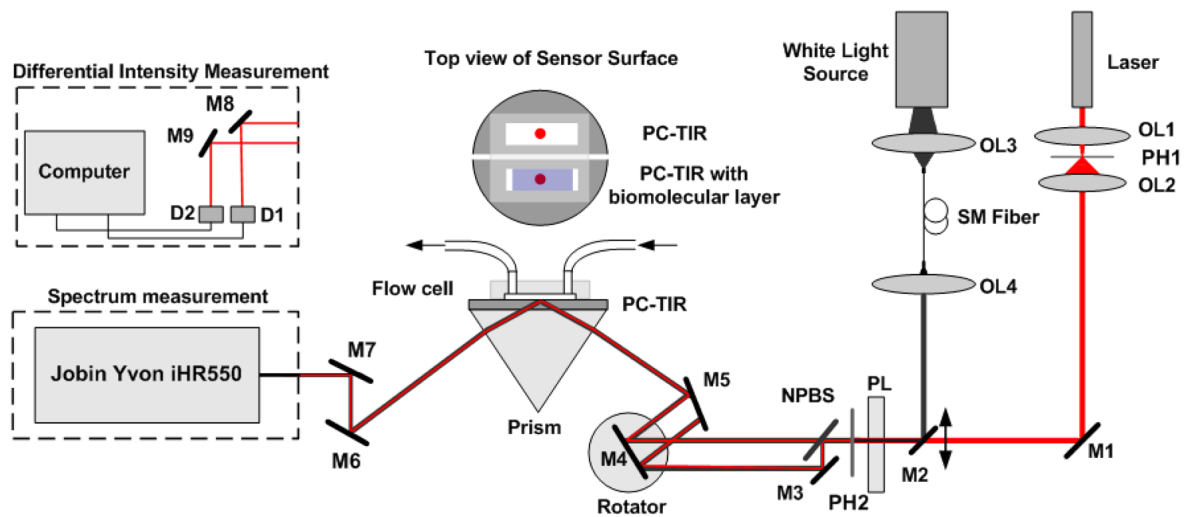 Differential Intensity Measurement
M8
M9
Computer
D2
D1
Spectrum measurement
Jobin Yvon iHR550
M7
M6
Top view of Sensor Surface
PC-TIR
PC-TIR with
biomolecular layer
Flow cell
PC-TIR
Prism
M5
M4
Rotator
NPBS
PL
M3
PH2
M2
M1
White Light
Source
OL3
SM Fiber
OL4
Laser
OL1
PH1
OL2